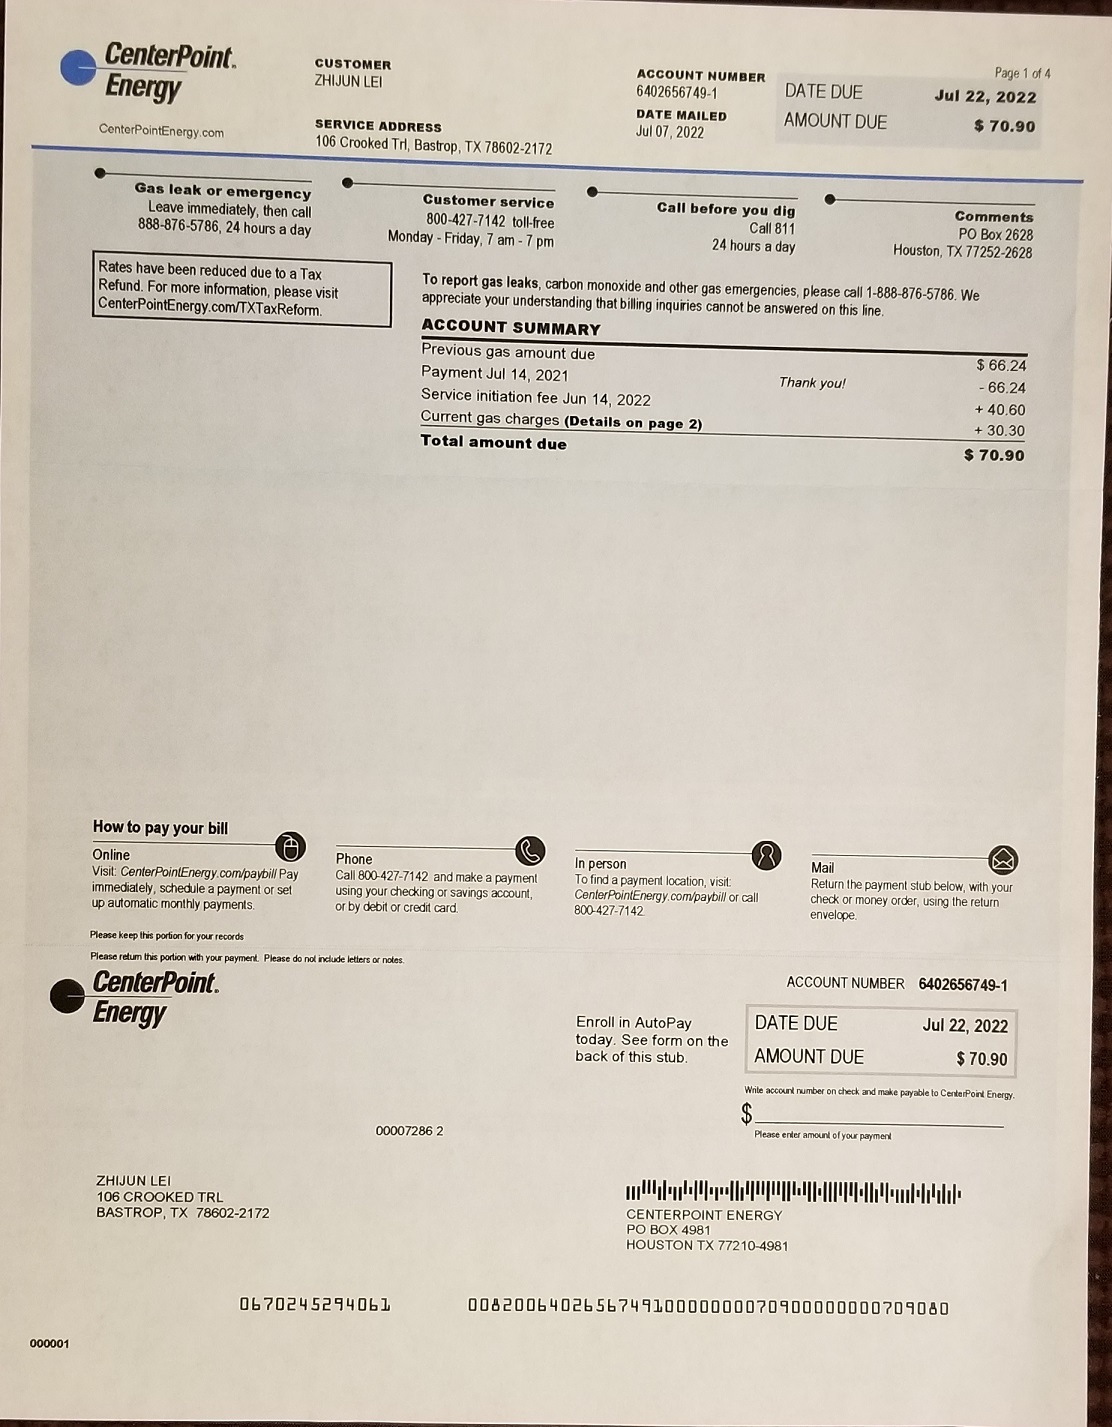 CenterPoint.
Energy
CenterPointEnergy.com
CUSTOMER
ZHIJUN LEI
SERVICE ADDRESS
106 Crooked Trl, Bastrop, TX 78602-2172
ACCOUNT NUMBER
6402656749-1
DATE MAILED
Jul 07, 2022
Page 1 of 4
DATE DUE Jul 22, 2022
AMOUNT DUE $ 70.90
Gas leak or emergency
Leave immediately, then call
888-876-5786, 24 hours a day
Customer service
800-427-7142 toll-free
Monday - Friday, 7 am - 7 pm
Call before you dig
Call 811
24 hours a day
Comments
PO Box 2628
Houston, TX 77252-2628
Rates have been reduced due to a Tax
Refund. For more information, please visit
CenterPointEnergy.com/TXTaxReform.
To report gas leaks, carbon monoxide and other gas emergencies, please call 1-888-876-5786. We
appreciate your understanding that billing inquiries cannot be answered on this line.
ACCOUNT SUMMARY
Previous gas amount due $ 66.24
Payment Jul 14, 2021 Thank you! - 66.24
Service initiation fee Jun 14, 2022 + 40.60
Current gas charges (Details on page 2) + 30.30
Total amount due $ 70.90
How to pay your bill
Online
Visit: CenterPointEnergy.com/paybill Pay
immediately, schedule a payment or set
up automatic monthly payments.
Phone
Call 800-427-7142 and make a payment
using your checking or savings account,
or by debit or credit card.
In person
To find a payment location, visit:
CenterPointEnergy.com/paybill or call
800-427-7142.
Mail
Return the payment stub below, with your
check or money order, using the return
envelope.
Please keep this portion for your records
Please return this portion with your payment. Please do not include letters or notes.
CenterPoint.
Energy
ACCOUNT NUMBER 6402656749-1
Enroll in AutoPay
today. See form on the
back of this stub.
DATE DUE Jul 22, 2022
AMOUNT DUE $ 70.90
Write account number on check and make payable to CenterPoint Energy.
$
Please enter amount of your payment
00007286 2
ZHIJUN LEI
106 CROOKED TRL
BASTROP, TX 78602-2172
CENTERPOINT ENERGY
PO BOX 4981
HOUSTON TX 77210-4981
0670245294061 008200640265674910000000070900000000709080
000001